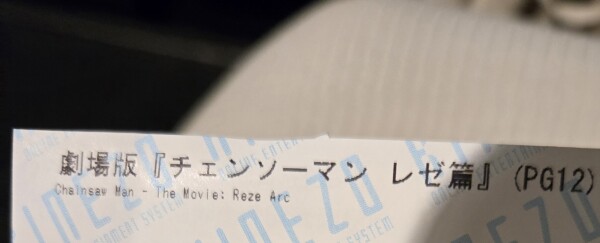 劇場版『チェンソーマン レゼ篇』(PG12)
Chainsaw Man - The Movie: Reze Arc